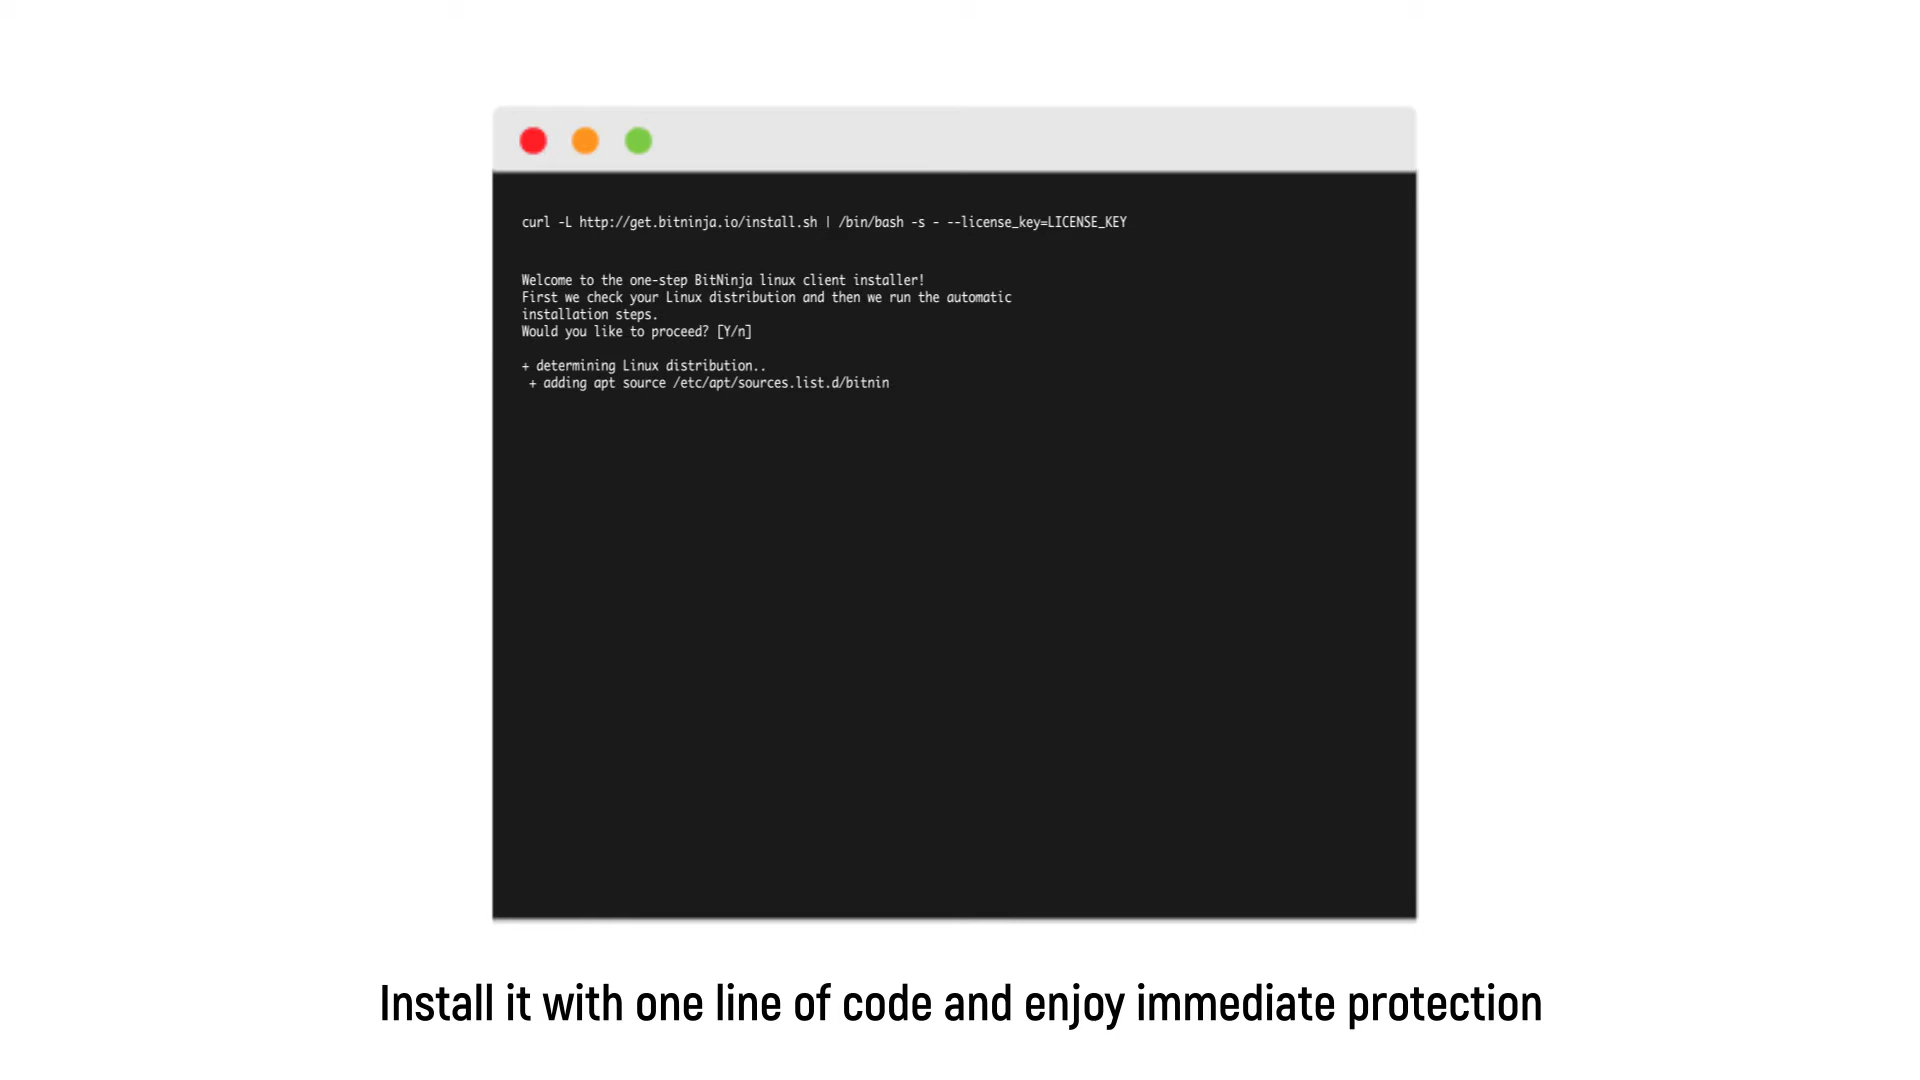 curl -L http://get.bitninja.io/install.sh | /bin/bash -s - --license_key=LICENSE_KEY
Welcome to the one-step BitNinja linux client installer!
First we check your Linux distribution and then we run the automatic
installation steps.
Would you like to proceed? [Y/n]
+ determining Linux distribution..
+ adding apt source /etc/apt/sources.list.d/bitnin
Install it with one line of code and enjoy immediate protection